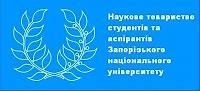 Наукове товариство
студентів та
аспірантів
Запорізького
національного
університету